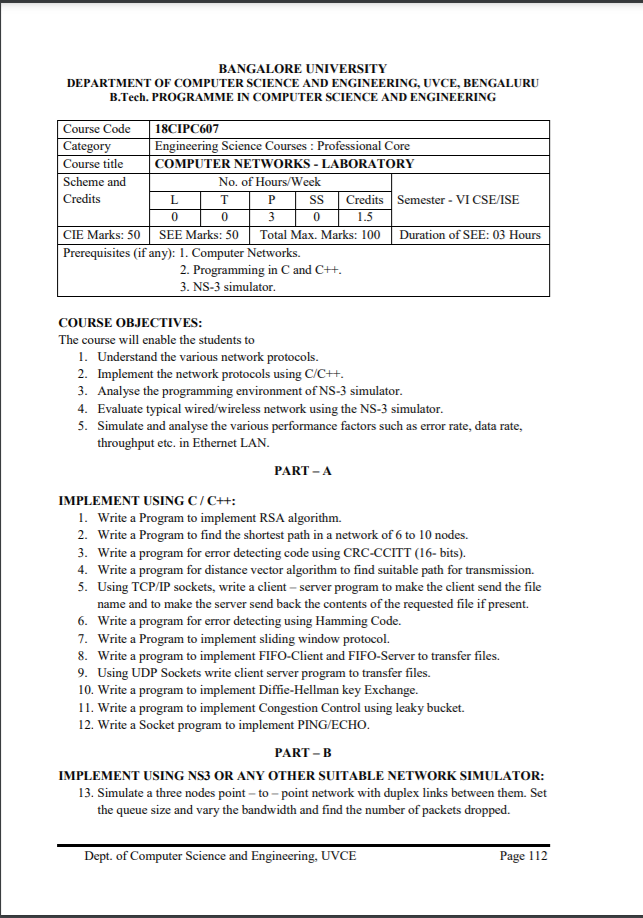 BANGALORE UNIVERSITY
DEPARTMENT OF COMPUTER SCIENCE AND ENGINEERING, UVCE, BENGALURU
B.Tech. PROGRAMME IN COMPUTER SCIENCE AND ENGINEERING
Course Code 18CIPC607
Category Engineering Science Courses : Professional Core
Course title COMPUTER NETWORKS - LABORATORY
Scheme and Credits No. of Hours/Week Semester - VI CSE/ISE
L T P SS Credits
0 0 3 0 1.5
CIE Marks: 50 SEE Marks: 50 Total Max. Marks: 100 Duration of SEE: 03 Hours
Prerequisites (if any): 1. Computer Networks.
2. Programming in C and C++.
3. NS-3 simulator.
COURSE OBJECTIVES:
The course will enable the students to
1. Understand the various network protocols.
2. Implement the network protocols using C/C++.
3. Analyse the programming environment of NS-3 simulator.
4. Evaluate typical wired/wireless network using the NS-3 simulator.
5. Simulate and analyse the various performance factors such as error rate, data rate,
throughput etc. in Ethernet LAN.
PART – A
IMPLEMENT USING C / C++:
1. Write a Program to implement RSA algorithm.
2. Write a Program to find the shortest path in a network of 6 to 10 nodes.
3. Write a program for error detecting code using CRC-CCITT (16- bits).
4. Write a program for distance vector algorithm to find suitable path for transmission.
5. Using TCP/IP sockets, write a client – server program to make the client send the file
name and to make the server send back the contents of the requested file if present.
6. Write a program for error detecting using Hamming Code.
7. Write a Program to implement sliding window protocol.
8. Write a program to implement FIFO-Client and FIFO-Server to transfer files.
9. Using UDP Sockets write client server program to transfer files.
10. Write a program to implement Diffie-Hellman key Exchange.
11. Write a program to implement Congestion Control using leaky bucket.
12. Write a Socket program to implement PING/ECHO.
PART – B
IMPLEMENT USING NS3 OR ANY OTHER SUITABLE NETWORK SIMULATOR:
13. Simulate a three nodes point – to – point network with duplex links between them. Set
the queue size and vary the bandwidth and find the number of packets dropped.
Dept. of Computer Science and Engineering, UVCE Page 112